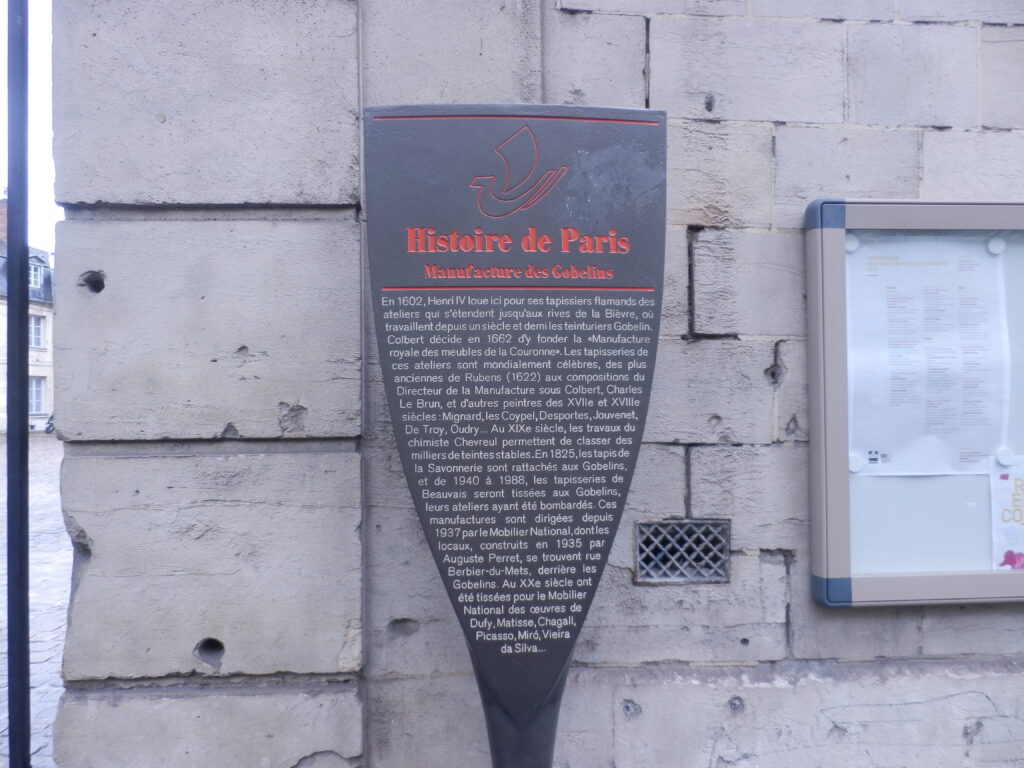 Histoire de Paris
Manufacture des Gobelins
En 1602, Henri IV loue ici pour ses tapissiers flamands des
ateliers qui s'étendent jusqu'aux rives de la Bièvre, où
travaillent depuis un siècle et demi les teinturiers Gobelin.
Colbert décide en 1662 d'y fonder la «Manufacture
royale des meubles de la Couronne». Les tapisseries de
ces ateliers sont mondialement célèbres, des plus
anciennes de Rubens (1622) aux compositions du
Directeur de la Manufacture sous Colbert, Charles
Le Brun, et d'autres peintres des XVIIe et XVIIIe
siècles : Mignard, les Coypel, Desportes, Jouvenet,
De Troy, Oudry... Au XIXe siècle, les travaux du
chimiste Chevreul permettent de classer des
milliers de teintes stables. En 1825, les tapis de
la Savonnerie sont rattachés aux Gobelins,
et de 1940 à 1988, les tapisseries de
Beauvais seront tissées aux Gobelins,
leurs ateliers ayant été bombardés. Ces
manufactures sont dirigées depuis
1937 par le Mobilier National, dont les
locaux, construits en 1935 par
Auguste Perret, se trouvent rue
Berbier-du-Mets, derrière les
Gobelins. Au XXe siècle ont
été tissées pour le Mobilier
National des œuvres de
Dufy, Matisse, Chagall,
Picasso, Miró, Vieira
da Silva...